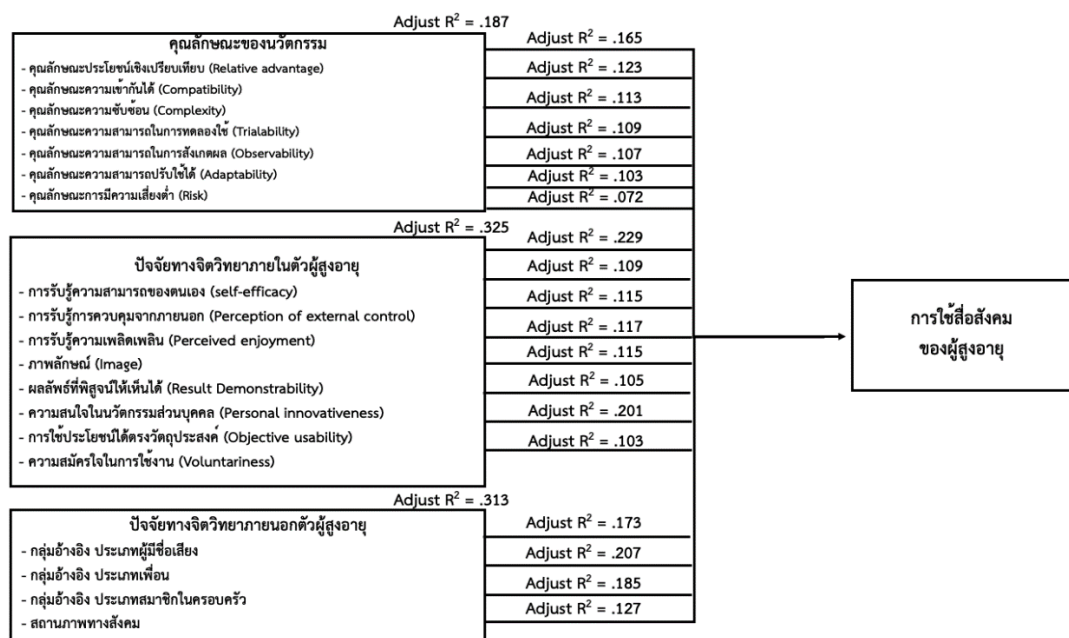 Adjust R² = .187
คุณลักษณะของนวัตกรรม
- คุณลักษณะประโยชน์เชิงเปรียบเทียบ (Relative advantage)
- คุณลักษณะความเข้ากันได้ (Compatibility)
- คุณลักษณะความซับซ้อน (Complexity)
- คุณลักษณะความสามารถในการทดลองใช้ (Trialability)
- คุณลักษณะความสามารถในการสังเกตผล (Observability)
- คุณลักษณะความสามารถปรับใช้ได้ (Adaptability)
- คุณลักษณะการมีความเสี่ยงต่ำ (Risk)
Adjust R² = .165
Adjust R² = .123
Adjust R² = .113
Adjust R² = .109
Adjust R² = .107
Adjust R² = .103
Adjust R² = .072
Adjust R² = .325
ปัจจัยทางจิตวิทยาภายในตัวผู้สูงอายุ
- การรับรู้ความสามารถของตนเอง (self-efficacy)
- การรับรู้การควบคุมจากภายนอก (Perception of external control)
- การรับรู้ความเพลิดเพลิน (Perceived enjoyment)
- ภาพลักษณ์ (Image)
- ผลลัพธ์ที่พิสูจน์ให้เห็นได้ (Result Demonstrability)
- ความสนใจในนวัตกรรมส่วนบุคคล (Personal innovativeness)
- การใช้ประโยชน์ได้ตรงวัตถุประสงค์ (Objective usability)
- ความสมัครใจในการใช้งาน (Voluntariness)
Adjust R² = .229
Adjust R² = .109
Adjust R² = .115
Adjust R² = .117
Adjust R² = .115
Adjust R² = .105
Adjust R² = .201
Adjust R² = .103
Adjust R² = .313
ปัจจัยทางจิตวิทยาภายนอกตัวผู้สูงอายุ
- กลุ่มอ้างอิง ประเภทผู้มีชื่อเสียง
- กลุ่มอ้างอิง ประเภทเพื่อน
- กลุ่มอ้างอิง ประเภทสมาชิกในครอบครัว
- สถานภาพทางสังคม
Adjust R² = .173
Adjust R² = .207
Adjust R² = .185
Adjust R² = .127
การใช้สื่อสังคม
ของผู้สูงอายุ